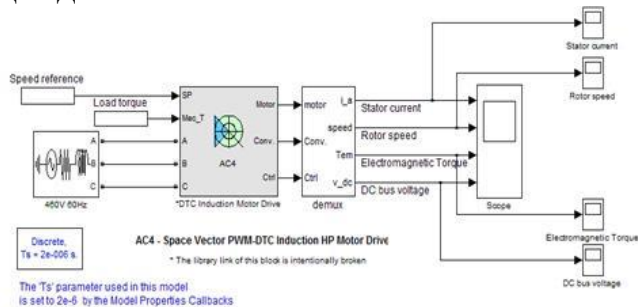 Stator current
Speed reference
SP
Load torque
Mec_T
A
B
C
A
B
C
460V 60Hz
AC4
Motor
Conv.
Ctrl
*DTC Induction Motor Drive
motor
Conv.
Ctrl
i_a
speed
Tem
v_dc
demux
Stator current
Rotor speed
Electromagnetic Torque
DC bus voltage
Scope
Rotor speed
Electromagnetic Torque
DC bus voltage
Discrete,
Ts = 2e-006 s.
AC4 - Space Vector PWM-DTC Induction HP Motor Drive
* The library link of this block is intentionally broken
The 'Ts' parameter used in this model
is set to 2e-6 by the Model Properties Callbacks